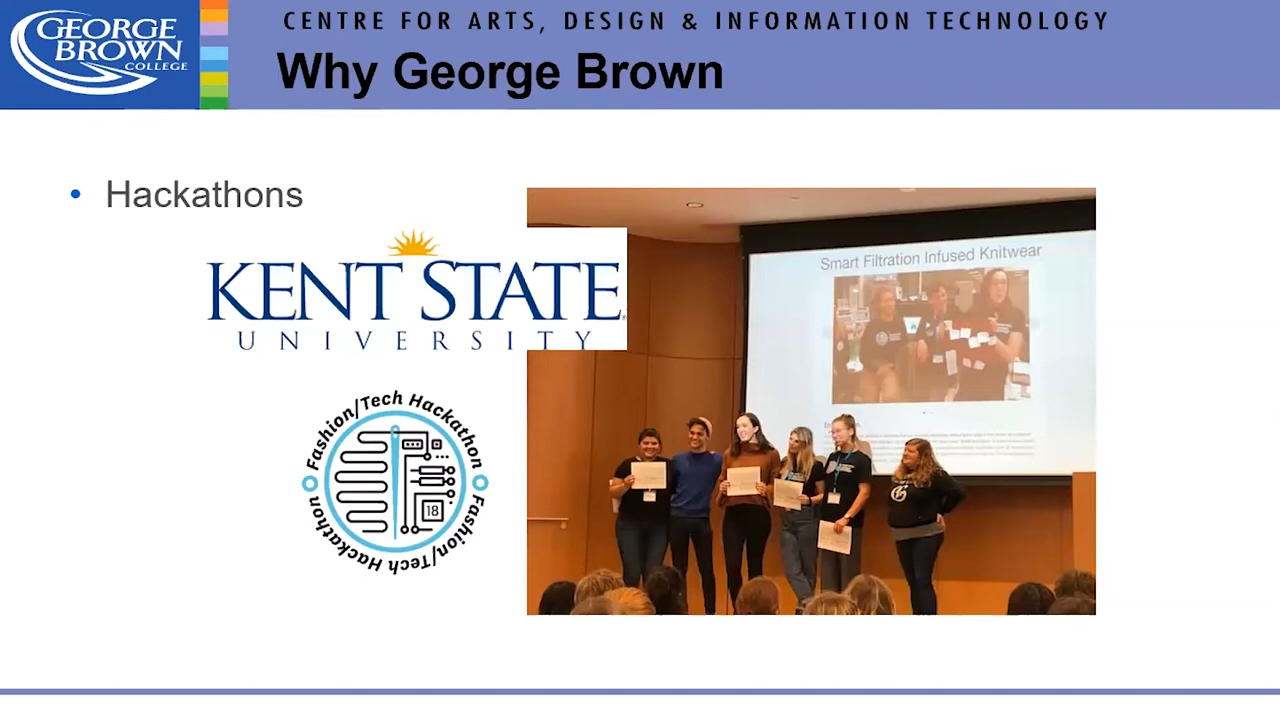 GEORGE
BROWN
COLLEGE
CENTRE FOR ARTS, DESIGN & INFORMATION TECHNOLOGY
Why George Brown
• Hackathons
KENT STATE
UNIVERSITY
Fashion/Tech Hackathon
Fashion/Tech Hackathon
18
Smart Filtration Infused Knitwear